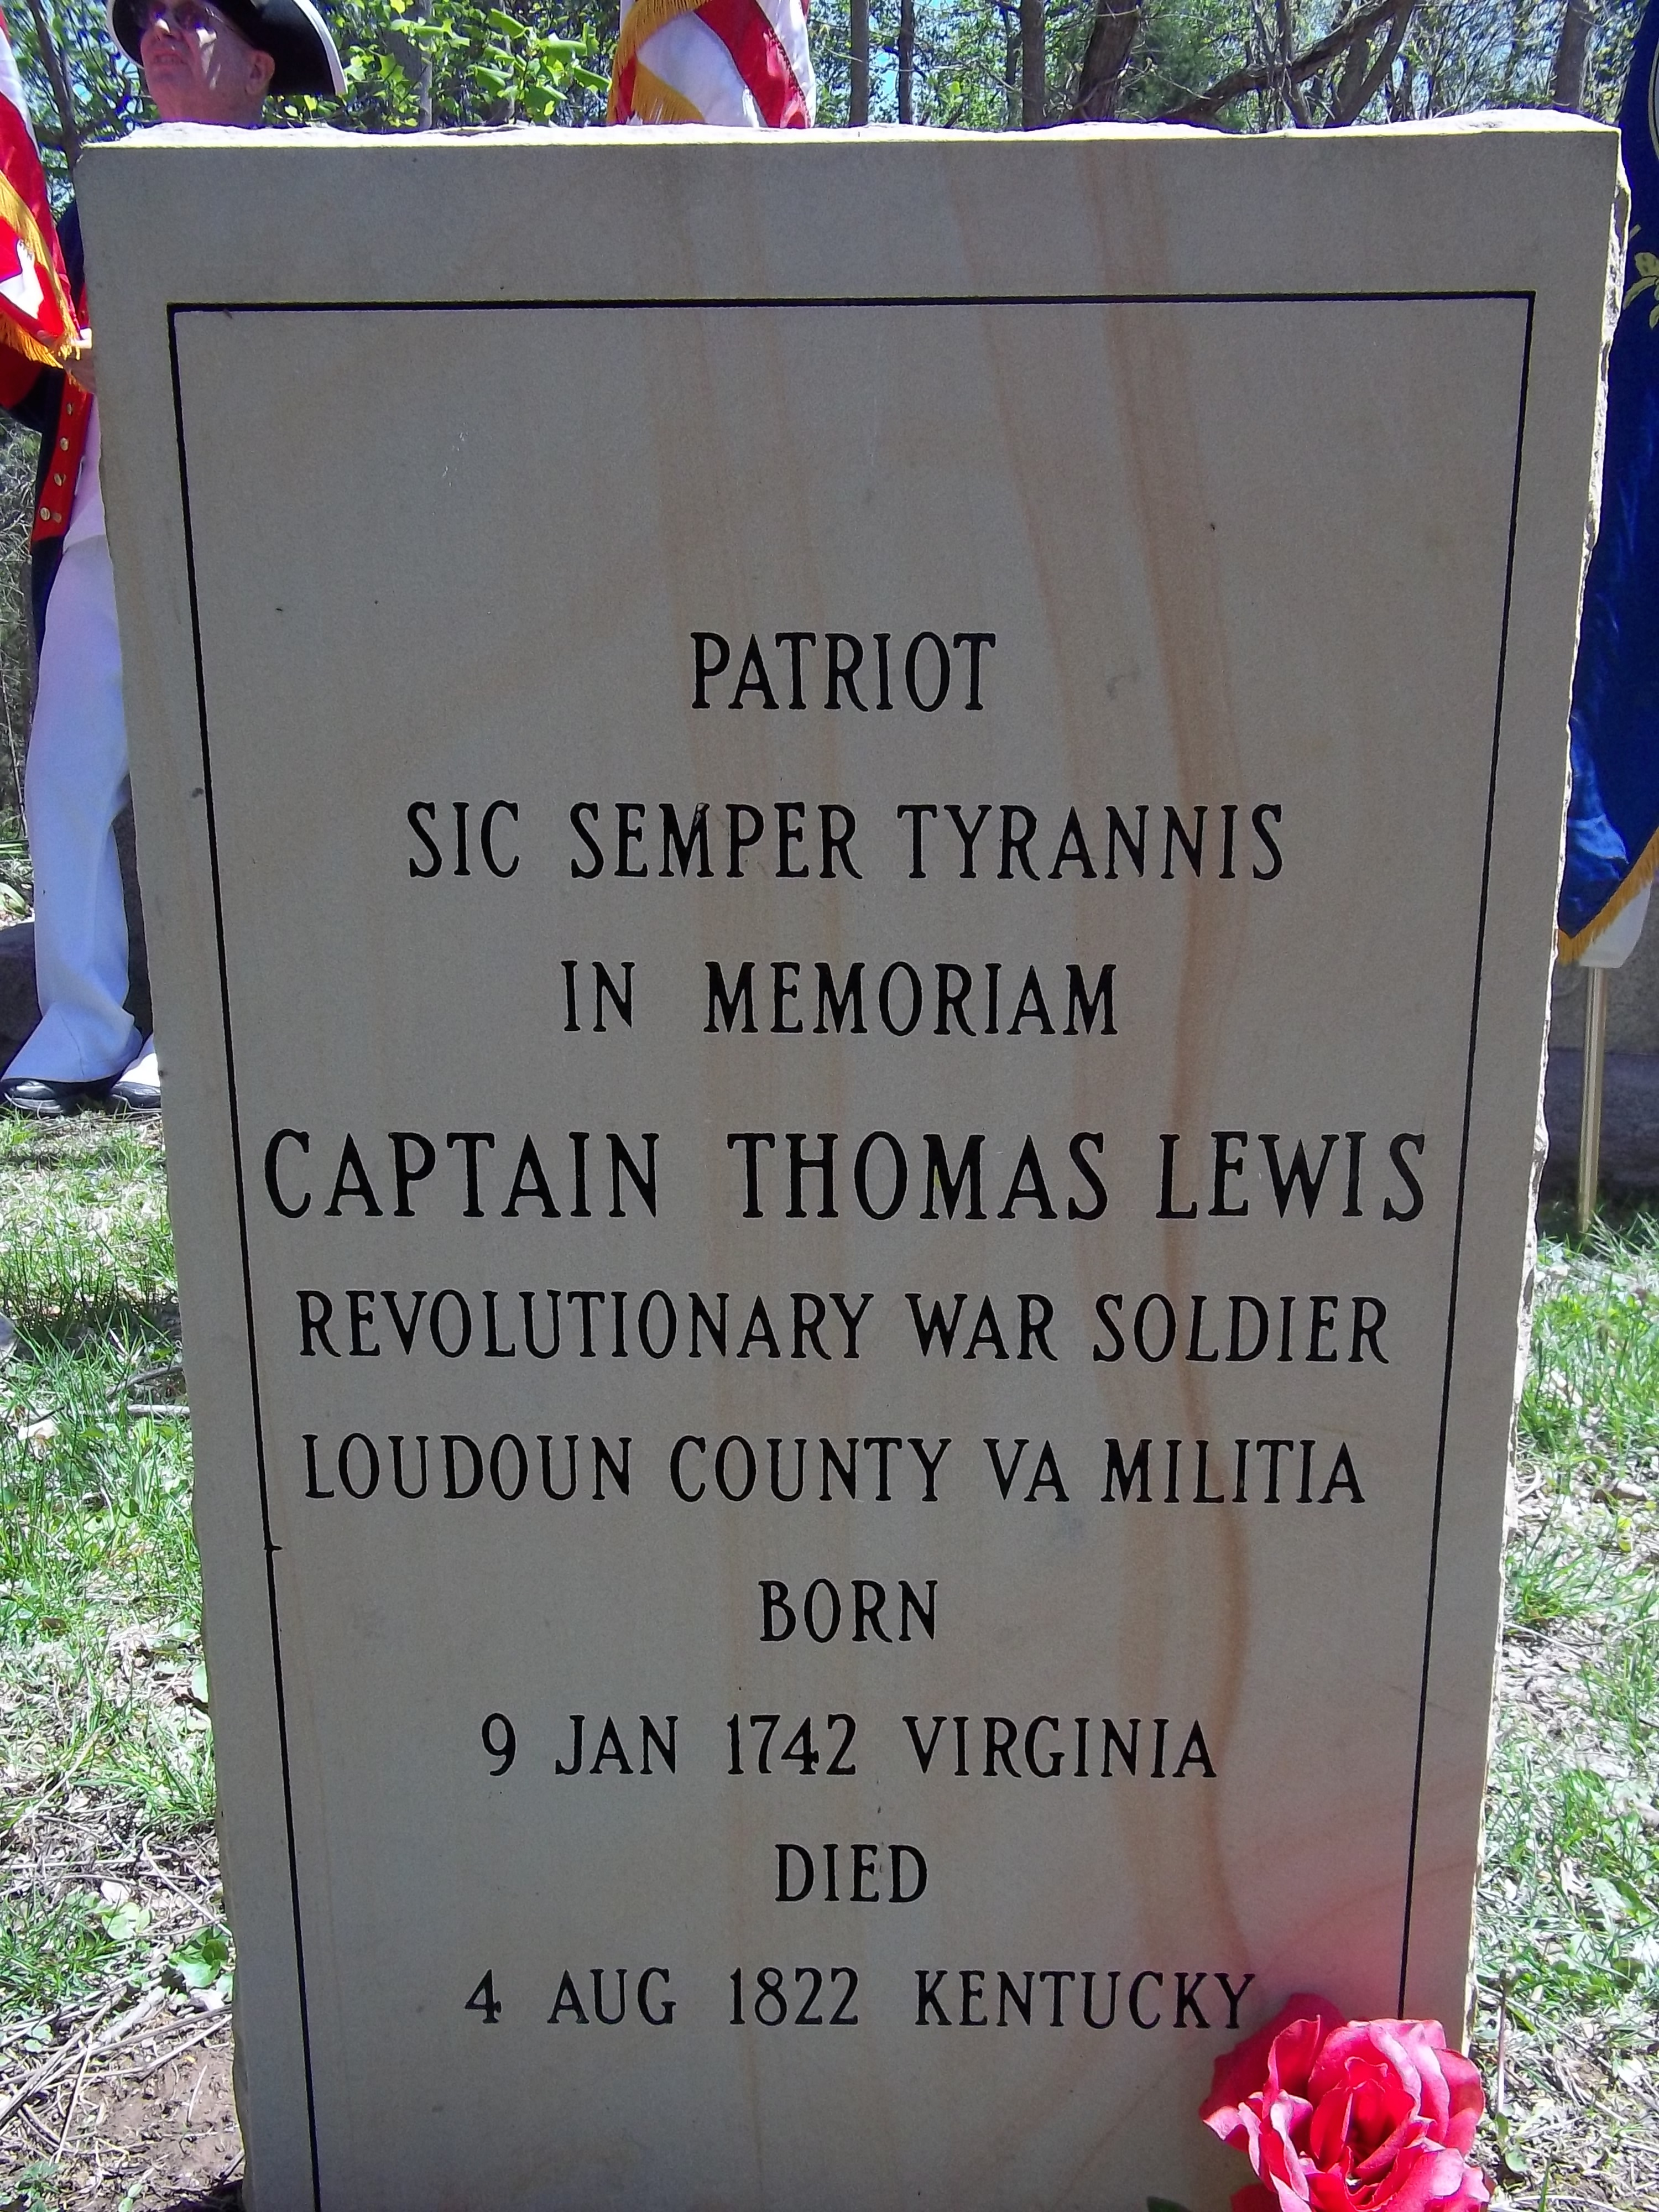 PATRIOT
SIC SEMPER TYRANNIS
IN MEMORIAM
CAPTAIN THOMAS LEWIS
REVOLUTIONARY WAR SOLDIER
LOUDOUN COUNTY VA MILITIA
BORN
9 JAN 1742 VIRGINIA
DIED
4 AUG 1822 KENTUCKY